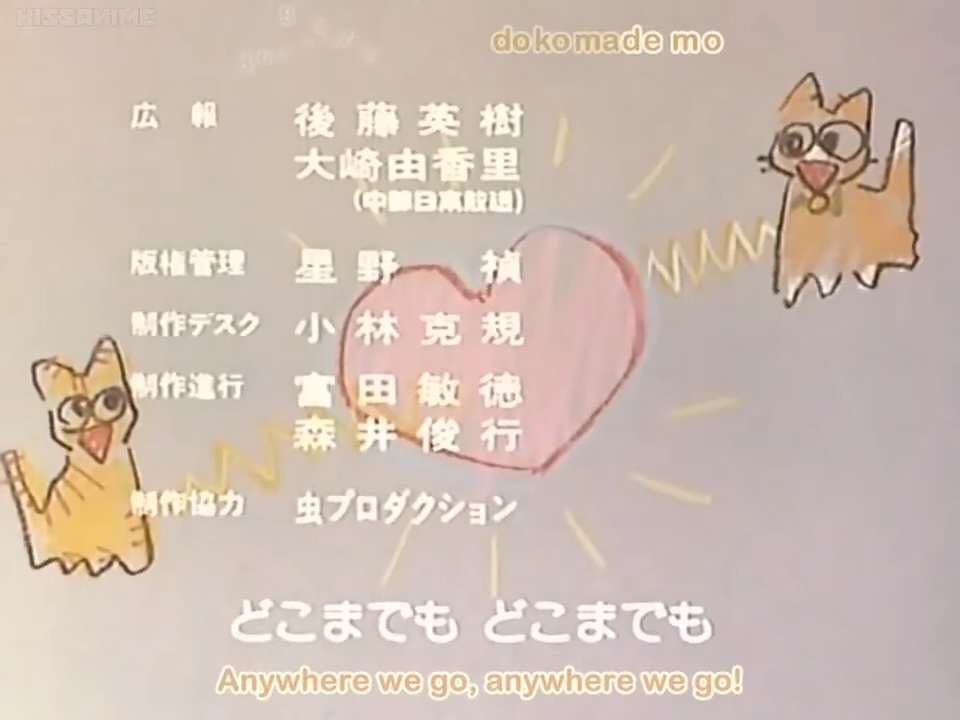 KISSANIME
dokomade mo
広報 後藤英樹
大崎由香里
(中部日本放送)
版権管理 星野 禎
制作デスク 小林克規
制作進行 富田敏徳
森井俊行
制作協力 虫プロダクション
どこまでも どこまでも
Anywhere we go, anywhere we go!